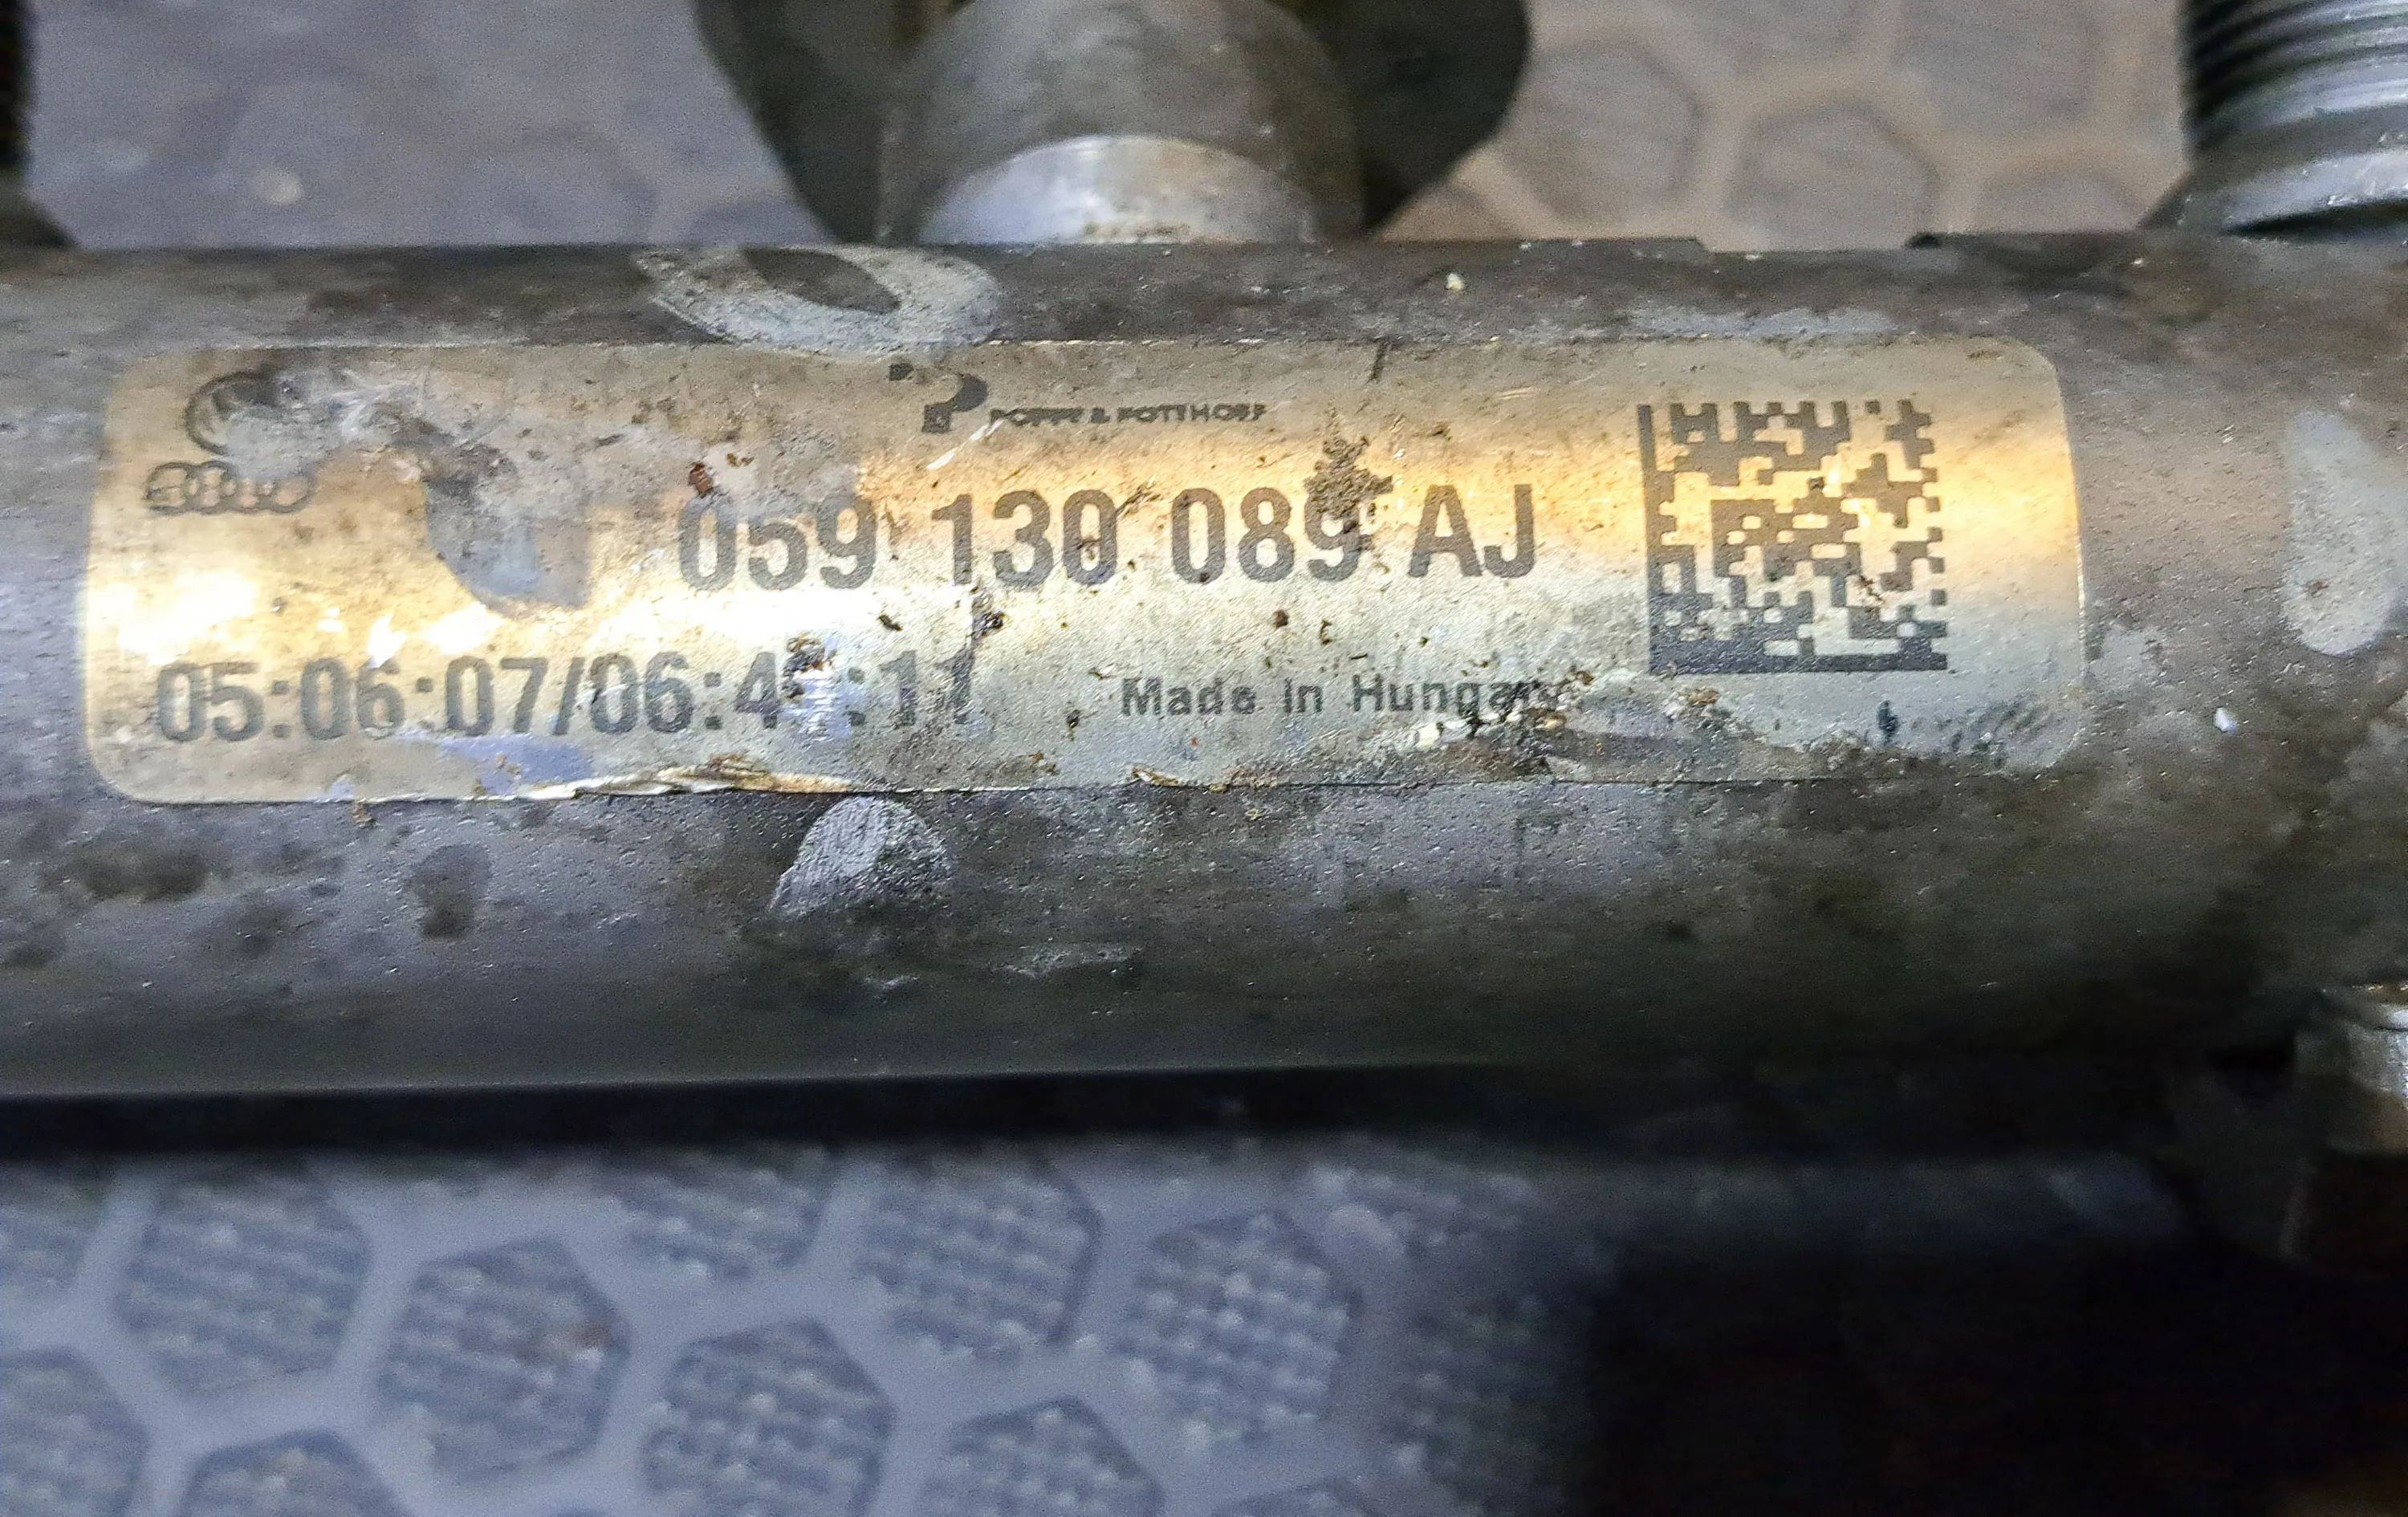 POPPE & POTTHOFF
059 130 089 AJ
Made in Hungary